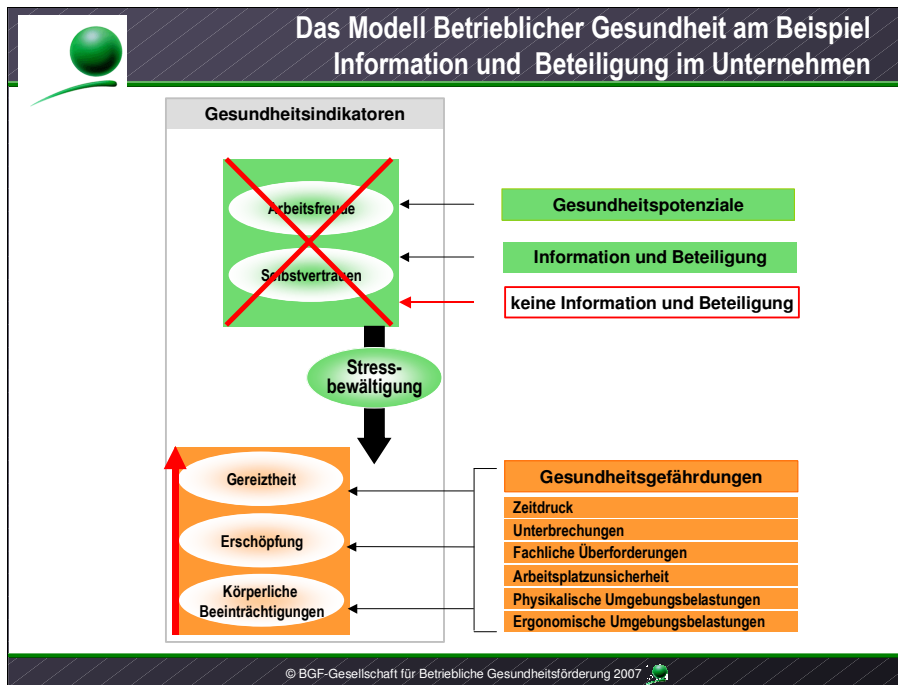 Das Modell Betrieblicher Gesundheit am Beispiel
Information und Beteiligung im Unternehmen
Gesundheitsindikatoren
Arbeitsfreude
Selbstvertrauen
Gesundheitspotenziale
Information und Beteiligung
keine Information und Beteiligung
Stress-
bewältigung
Gereiztheit
Erschöpfung
Körperliche
Beeinträchtigungen
Gesundheitsgefährdungen
Zeitdruck
Unterbrechungen
Fachliche Überforderungen
Arbeitsplatzunsicherheit
Physikalische Umgebungsbelastungen
Ergonomische Umgebungsbelastungen
© BGF-Gesellschaft für Betriebliche Gesundheitsförderung 2007